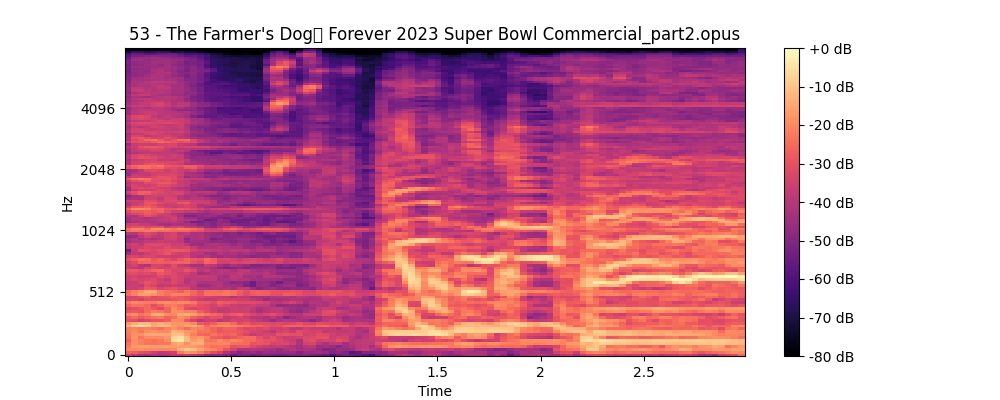 53 - The Farmer's Dog▯ Forever 2023 Super Bowl Commercial_part2.opus
Hz
4096
2048
1024
512
0
0 0.5 1 1.5 2 2.5
Time
+0 dB
-10 dB
-20 dB
-30 dB
-40 dB
-50 dB
-60 dB
-70 dB
-80 dB